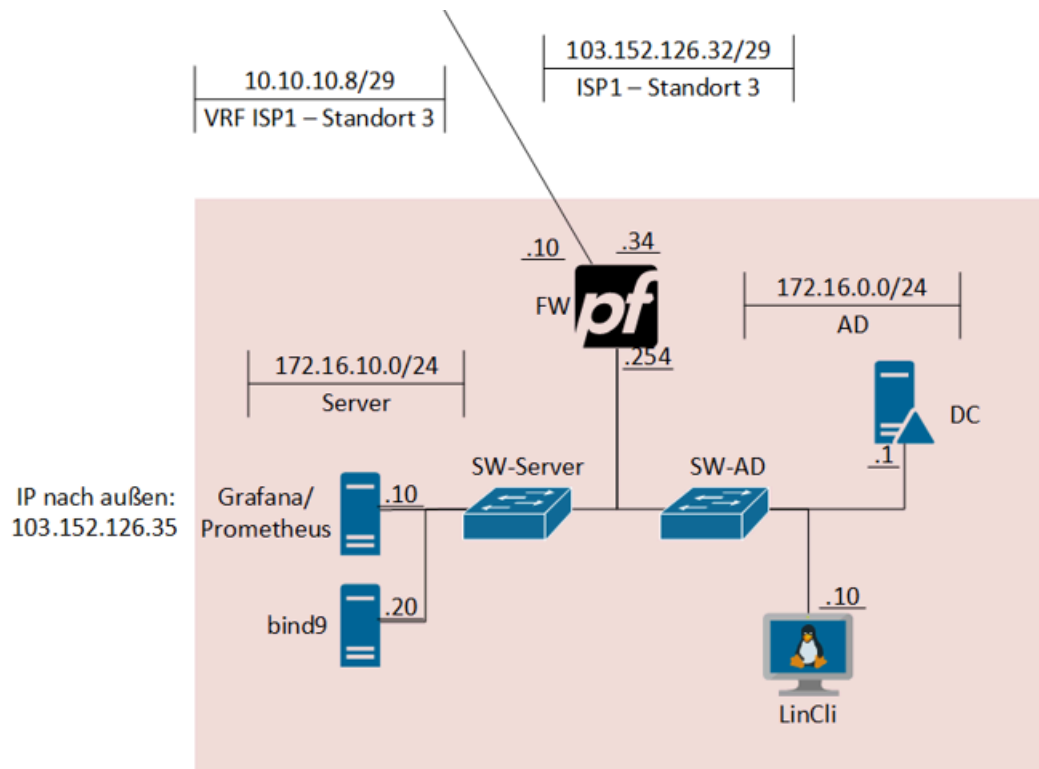 103.152.126.32/29
ISP1 – Standort 3
10.10.10.8/29
VRF ISP1 – Standort 3
.10
.34
FW
pf
.254
172.16.0.0/24
AD
172.16.10.0/24
Server
DC
.1
SW-Server
SW-AD
IP nach außen:
103.152.126.35
Grafana/
Prometheus
.10
bind9
.20
.10
LinCli